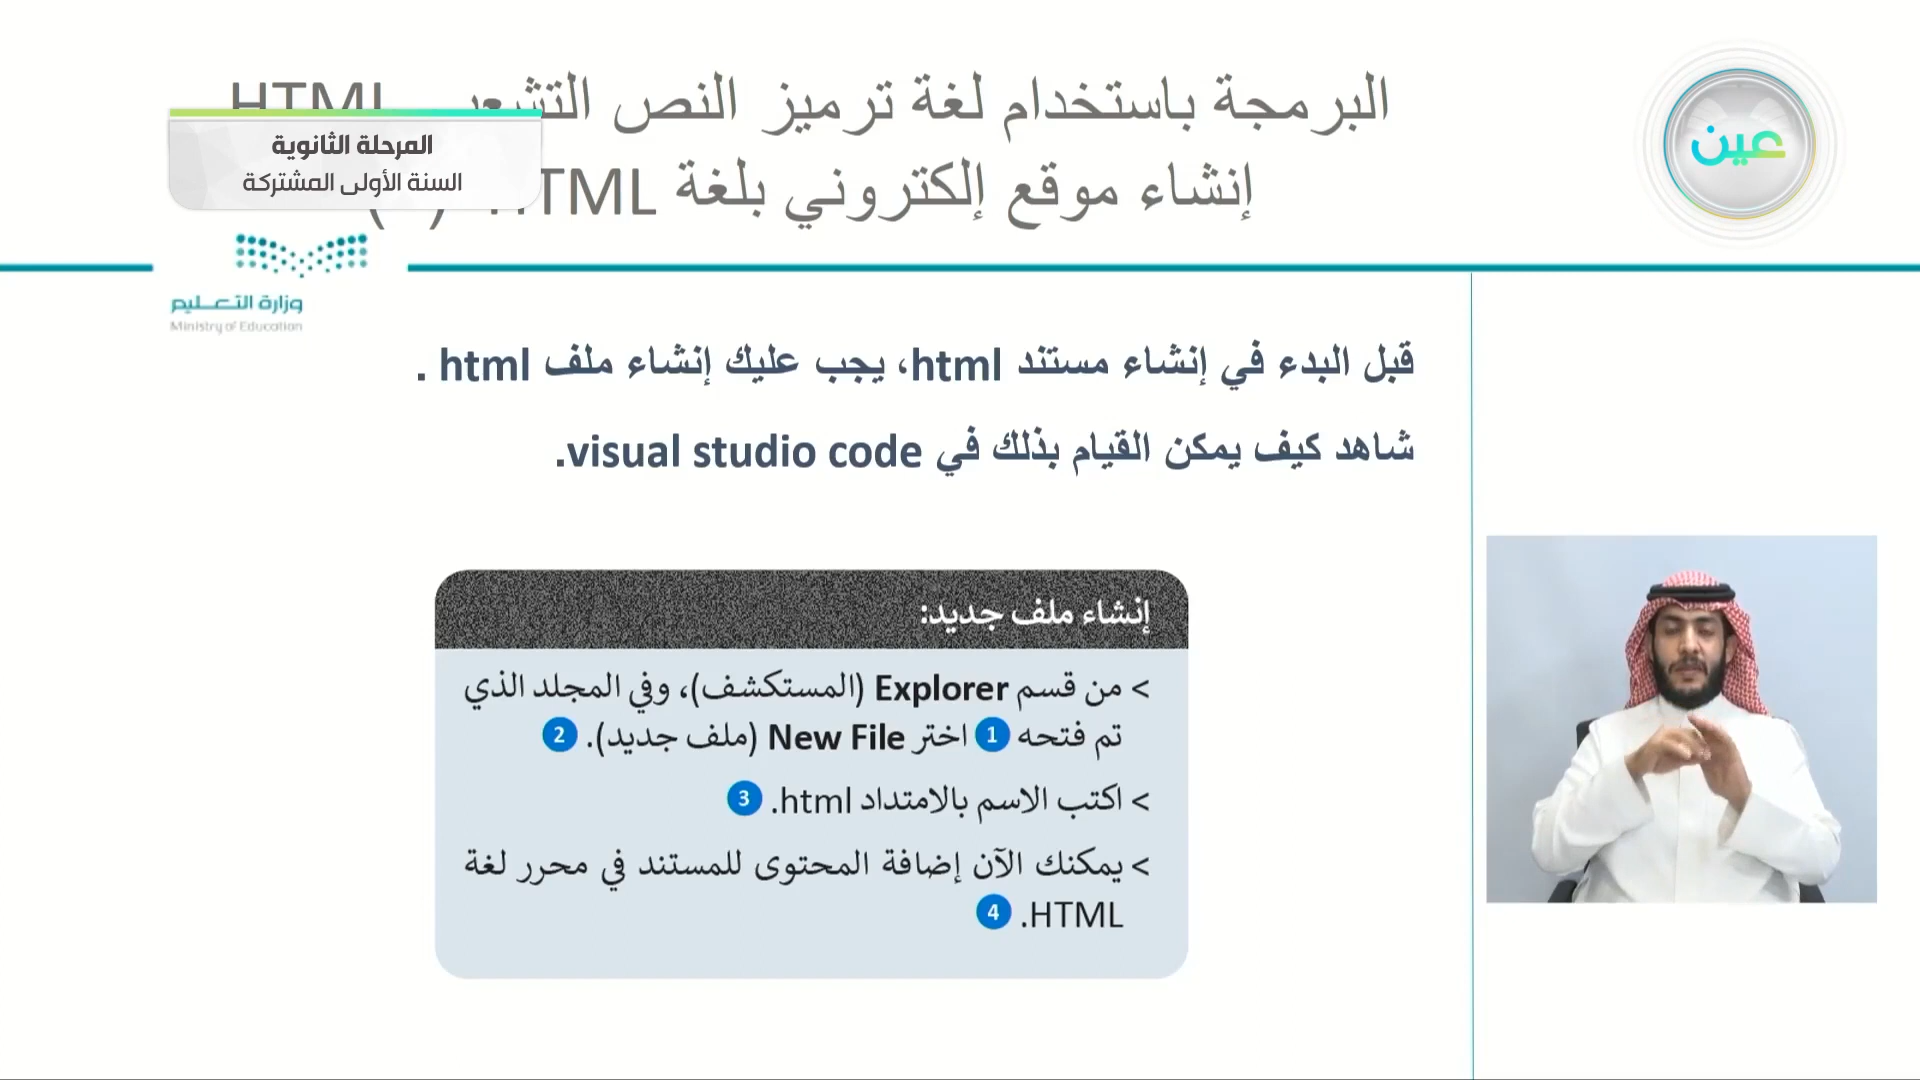 البرمجة باستخدام لغة ترميز النص HTML
إنشاء موقع إلكتروني بلغة HTML
المرحلة الثانوية
السنة الأولى المشتركة
عين
وزارة التعليم
Ministry of Education
قبل البدء في إنشاء مستند html، يجب عليك إنشاء ملف html .
شاهد كيف يمكن القيام بذلك في visual studio code.
إنشاء ملف جديد:
> من قسم Explorer (المستكشف)، وفي المجلد الذي
تم فتحه 1 اختر New File (ملف جديد). 2
> اكتب الاسم بالامتداد html. 3
> يمكنك الآن إضافة المحتوى للمستند في محرر لغة
HTML. 4